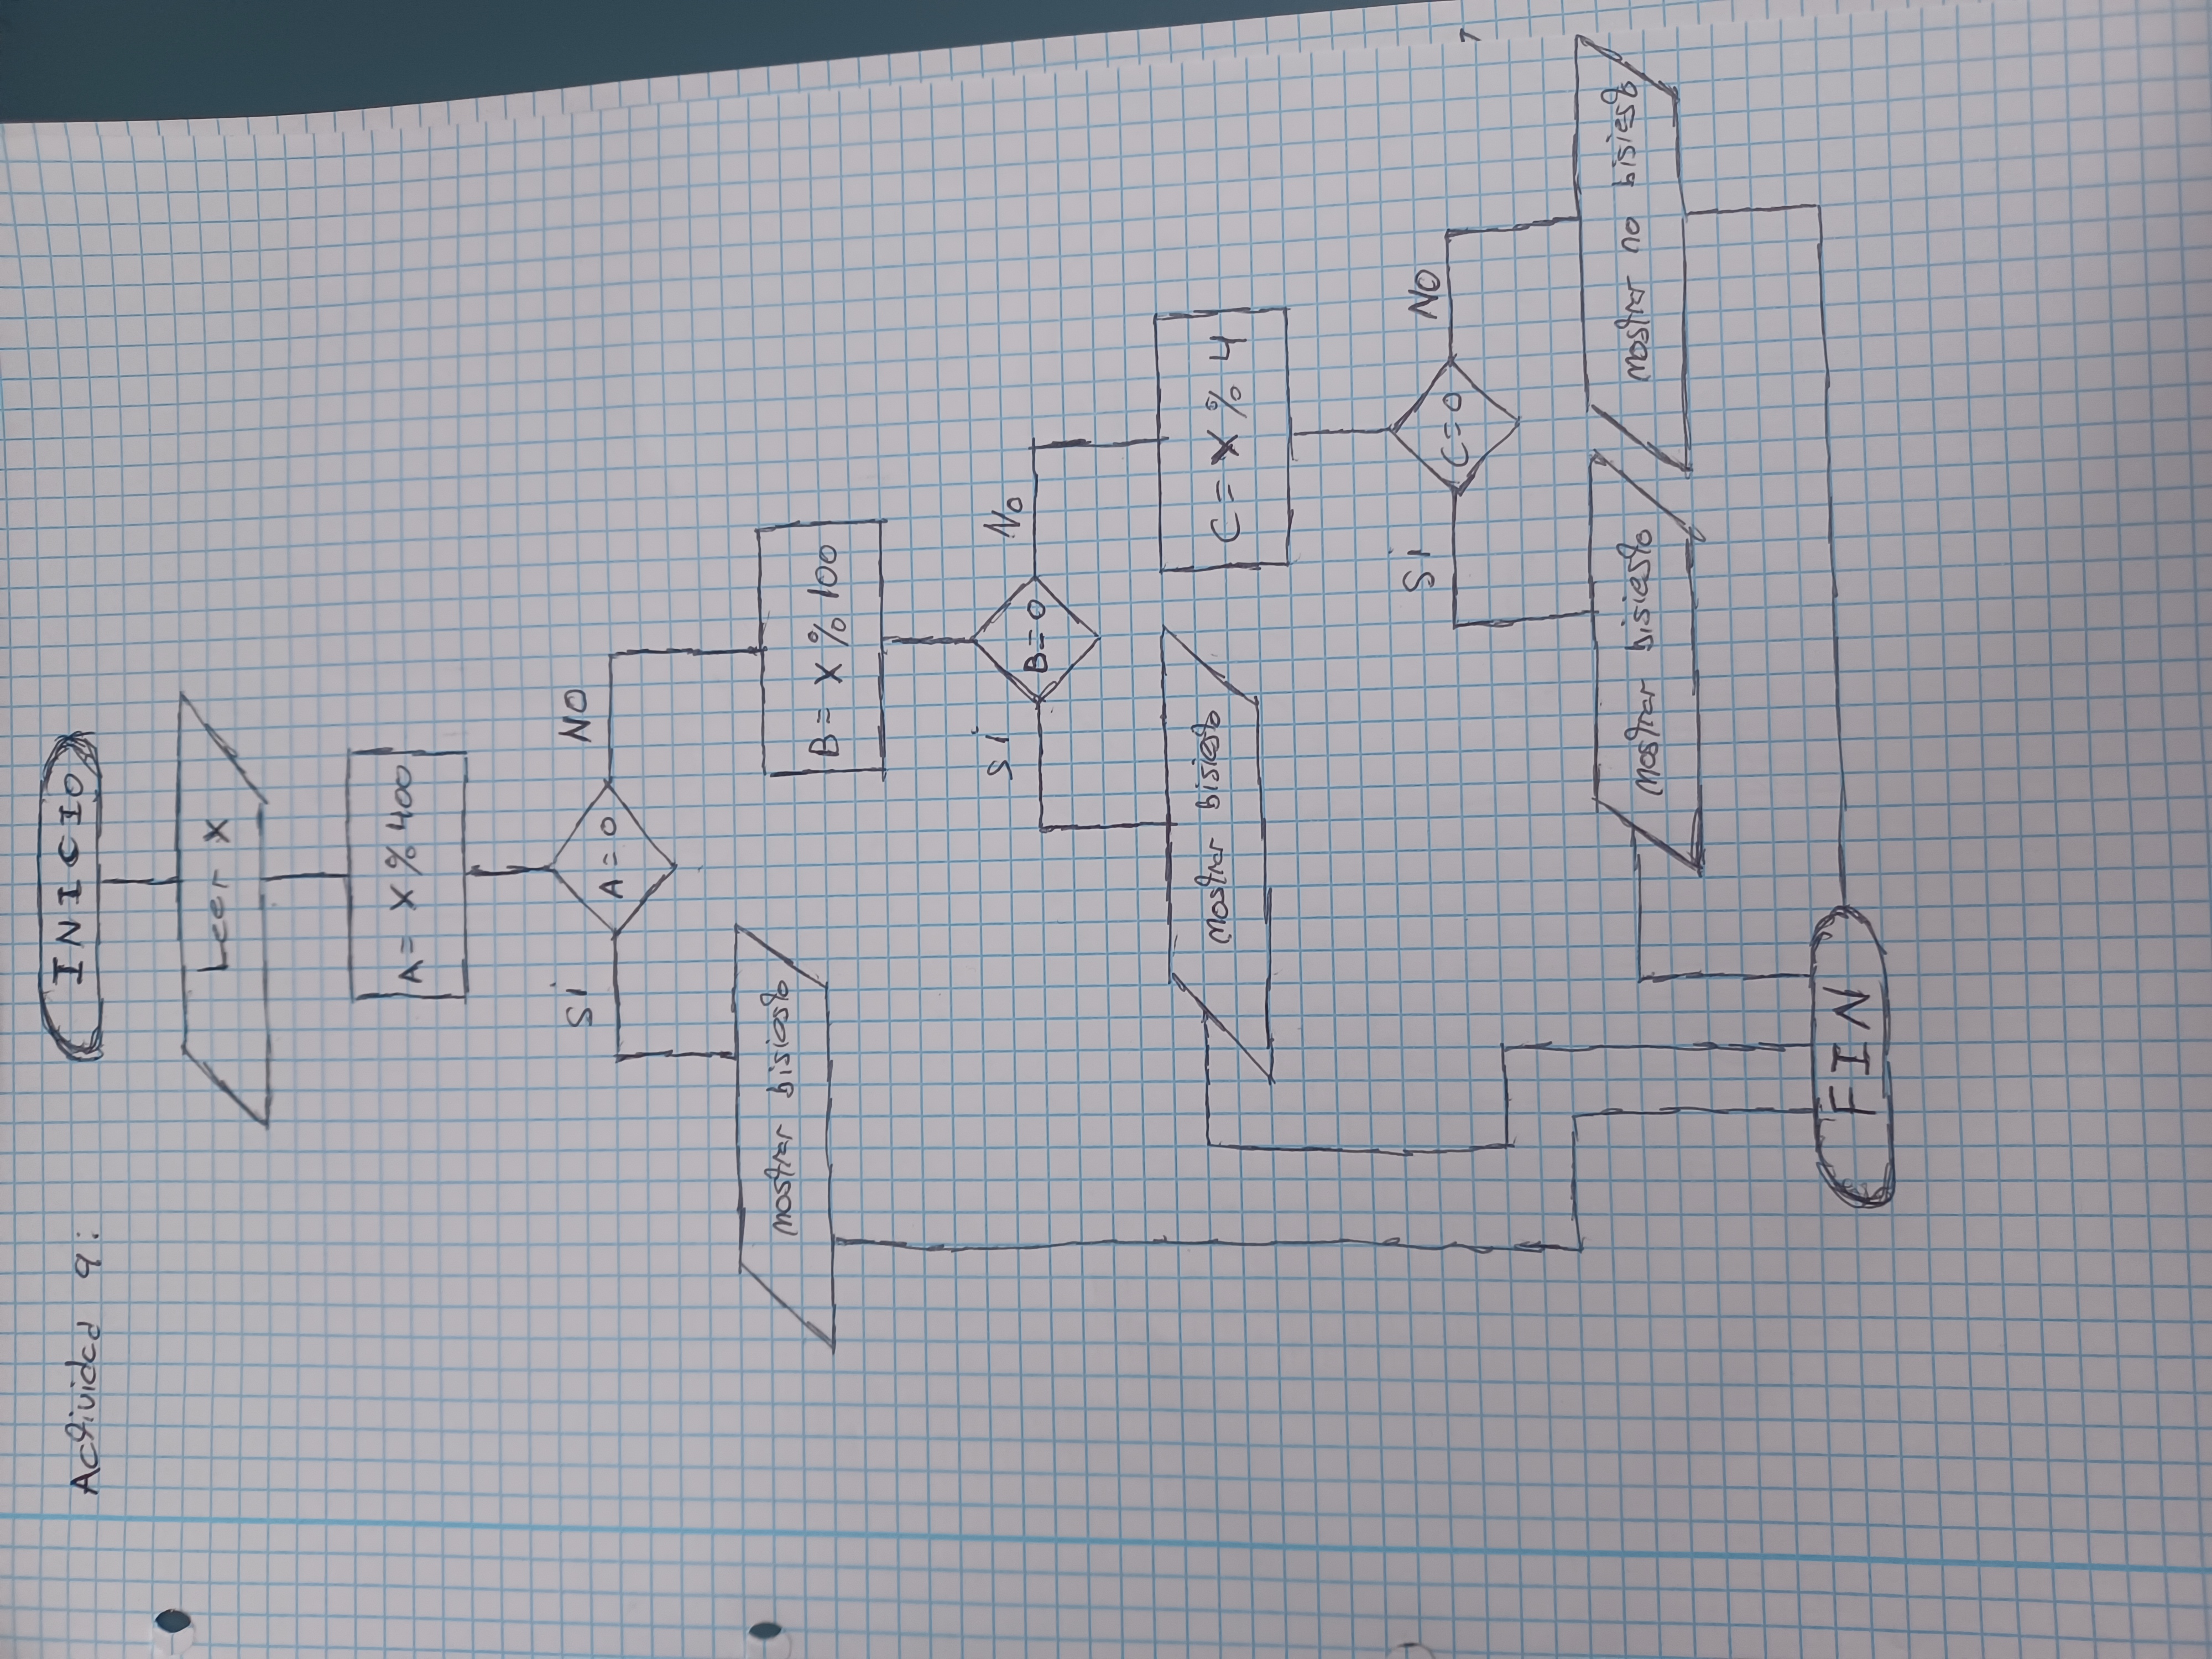 Actividad 9:
INICIO
Leer X
A = X % 400
A = 0
Si
NO
mostrar bisiesto
B = X % 100
B = 0
si
No
mostrar bisiesto
C = X % 4
C = 0
Si
NO
mostrar bisiesto
mostrar no bisiesto
FIN